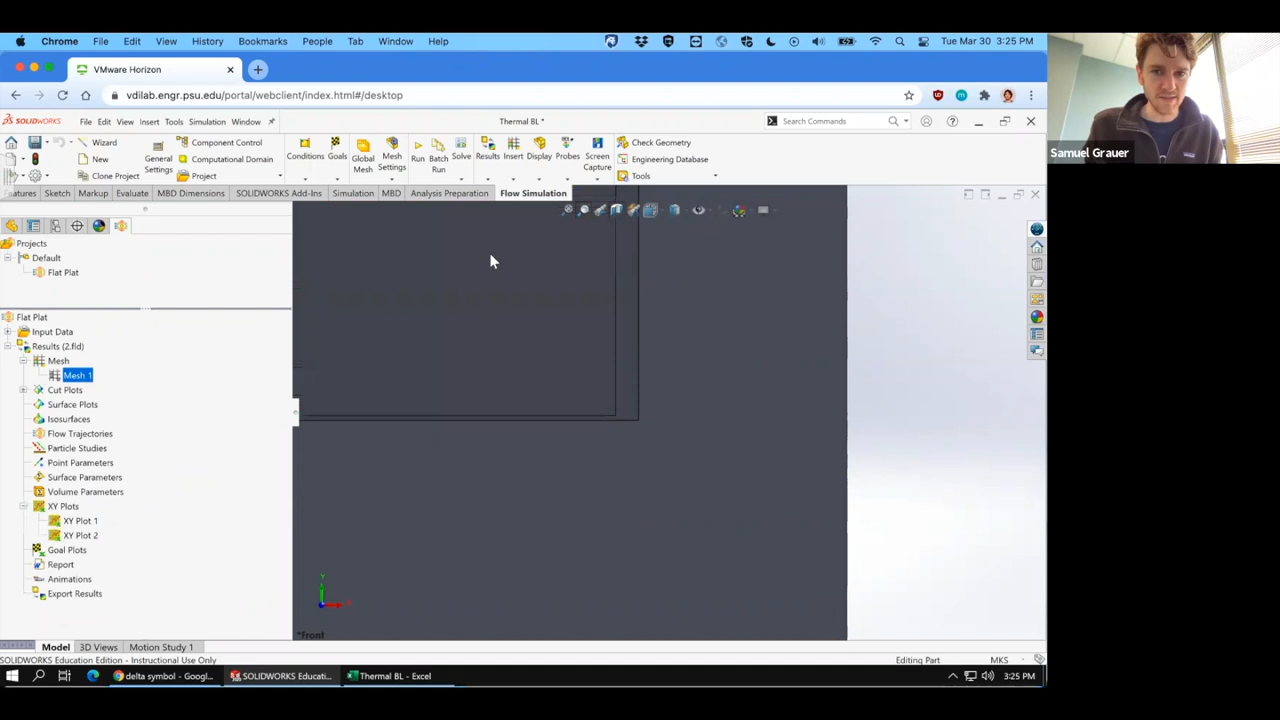 Chrome File Edit View History Bookmarks People Tab Window Help Tue Mar 30 3:25 PM
VMware Horizon
vdilab.engr.psu.edu/portal/webclient/index.html#/desktop
Samuel Grauer
SOLIDWORKS File Edit View Insert Tools Simulation Window Thermal BL * Search Commands
Wizard
New
Clone Project
General Settings
Component Control
Computational Domain
Project
Conditions
Goals
Global Mesh
Mesh Settings
Run
Batch Run
Solve
Results
Insert
Display
Probes
Screen Capture
Check Geometry
Engineering Database
Tools
eatures Sketch Markup Evaluate MBD Dimensions SOLIDWORKS Add-Ins Simulation MBD Analysis Preparation Flow Simulation
Projects
Default
Flat Plat
Flat Plat
Input Data
Results (2.fld)
Mesh
Mesh 1
Cut Plots
Surface Plots
Isosurfaces
Flow Trajectories
Particle Studies
Point Parameters
Surface Parameters
Volume Parameters
XY Plots
XY Plot 1
XY Plot 2
Goal Plots
Report
Animations
Export Results
Y
X
*Front
Model 3D Views Motion Study 1
SOLIDWORKS Education Edition - Instructional Use Only Editing Part MKS
delta symbol - Googl... SOLIDWORKS Educati... Thermal BL - Excel 3:25 PM